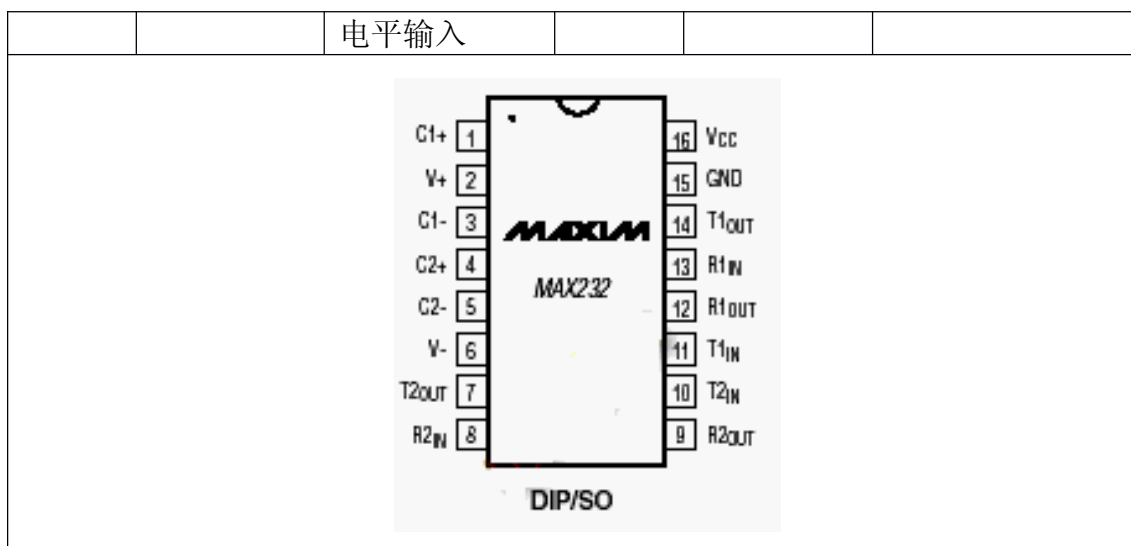 电平输入
C1+ 1 16 VCC
V+ 2 15 GND
C1- 3 14 T1OUT
MAXIM
C2+ 4 13 R1IN
MAX232
C2- 5 12 R1OUT
V- 6 11 T1IN
T2OUT 7 10 T2IN
R2IN 8 9 R2OUT
DIP/SO